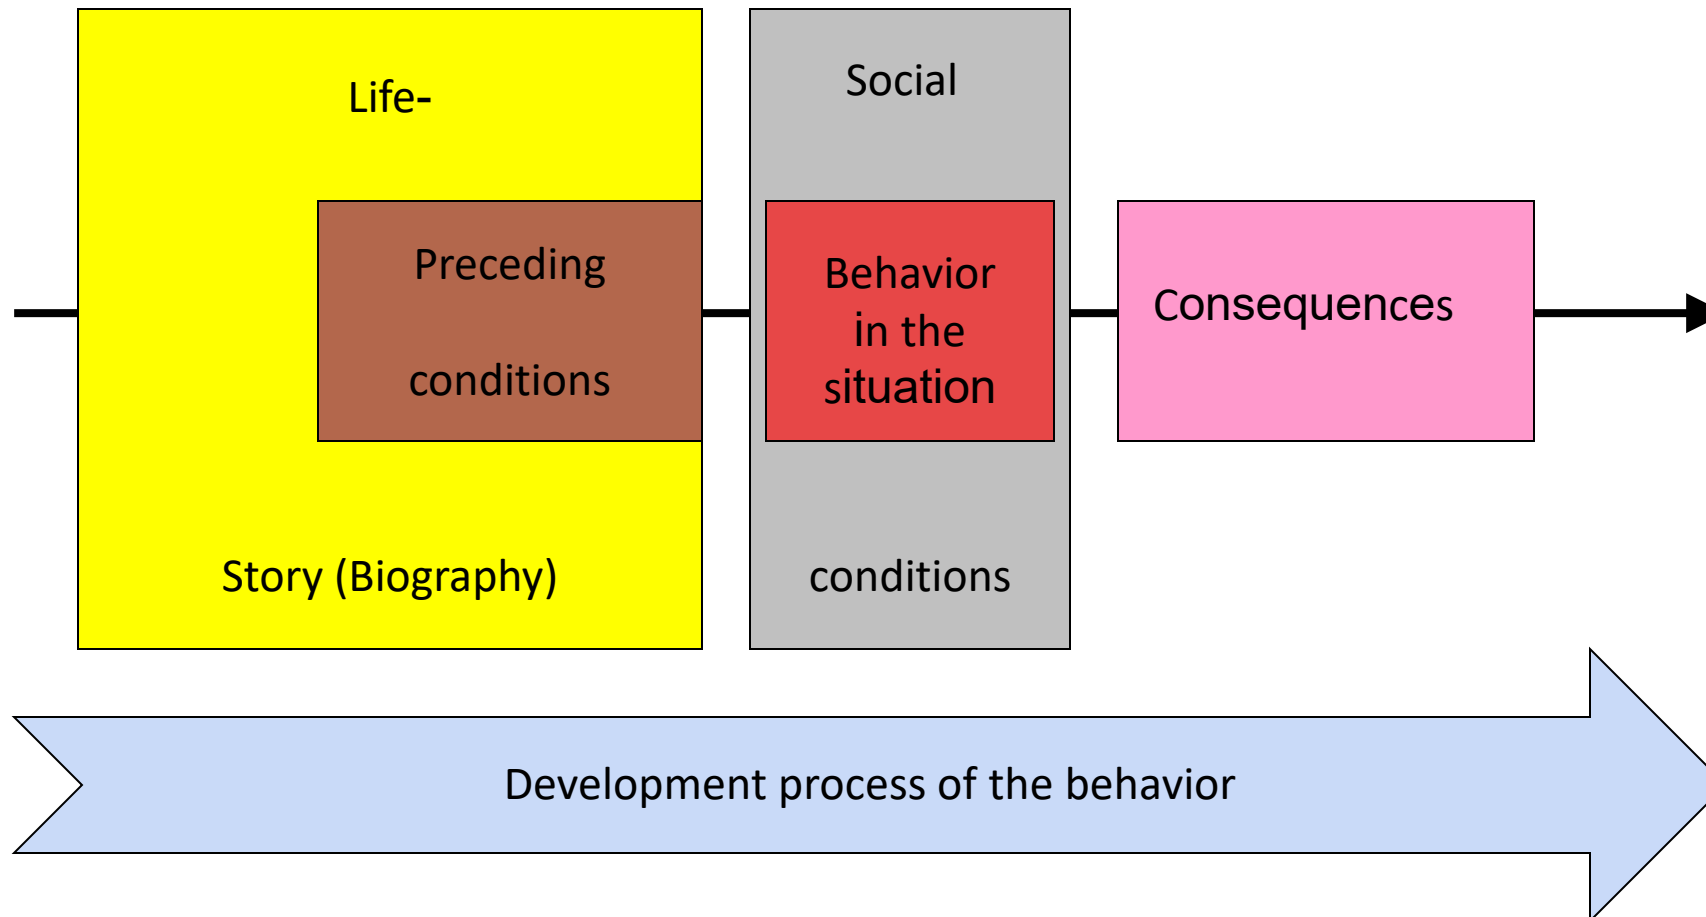 Life-
Story (Biography)
Preceding
conditions
Social
conditions
Behavior
in the
situation
Consequences
Development process of the behavior